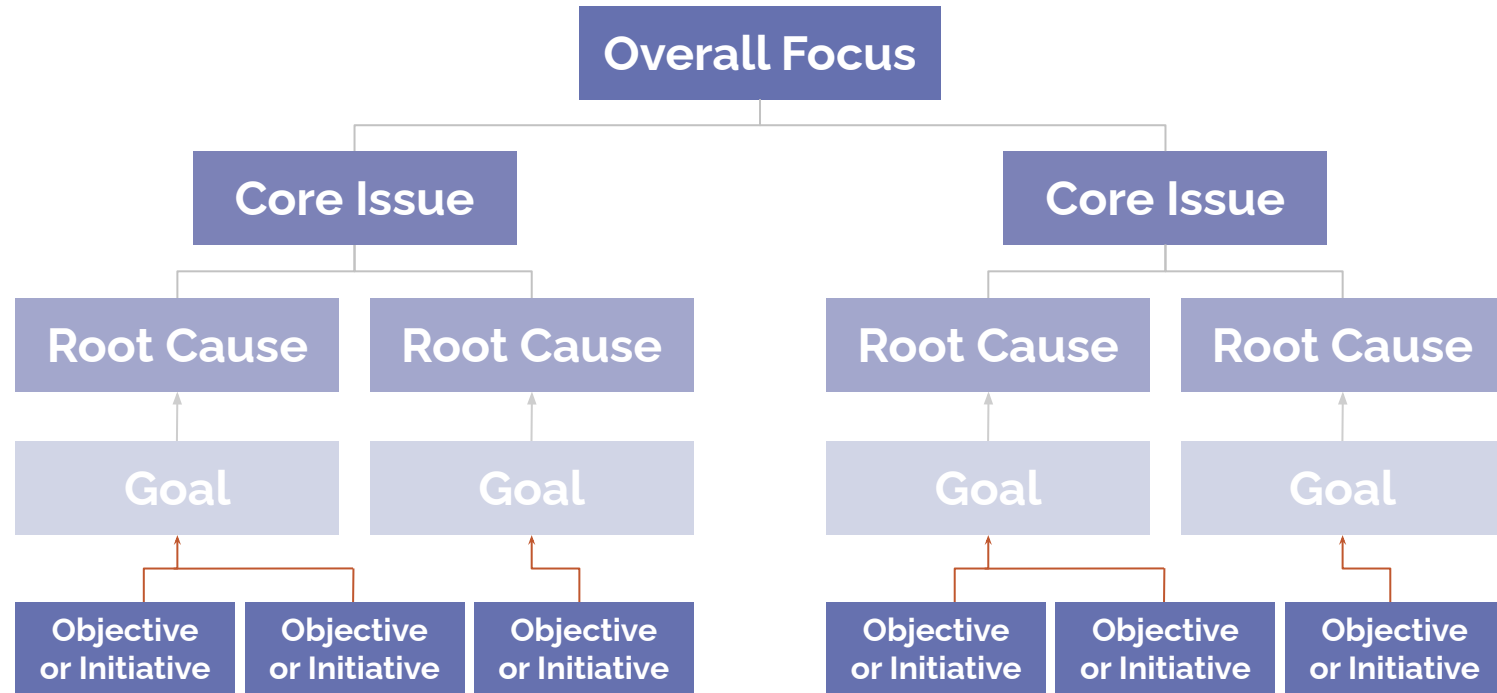 Overall Focus
Core Issue
Core Issue
Root Cause
Root Cause
Root Cause
Root Cause
Goal
Goal
Goal
Goal
Objective
or Initiative
Objective
or Initiative
Objective
or Initiative
Objective
or Initiative
Objective
or Initiative
Objective
or Initiative